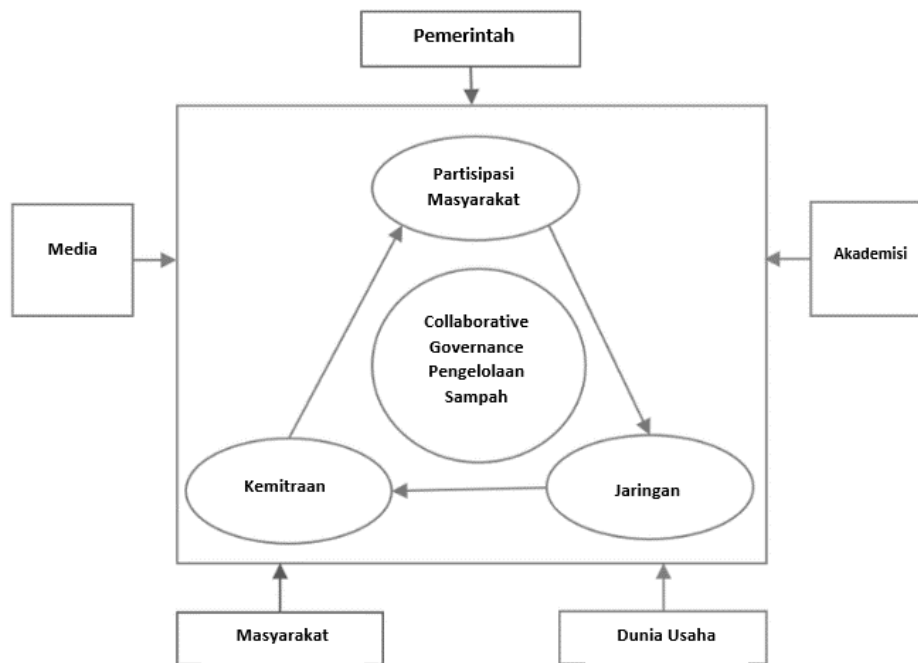 Pemerintah
Partisipasi
Masyarakat
Media
Akademisi
Collaborative
Governance
Pengelolaan
Sampah
Kemitraan
Jaringan
Masyarakat
Dunia Usaha